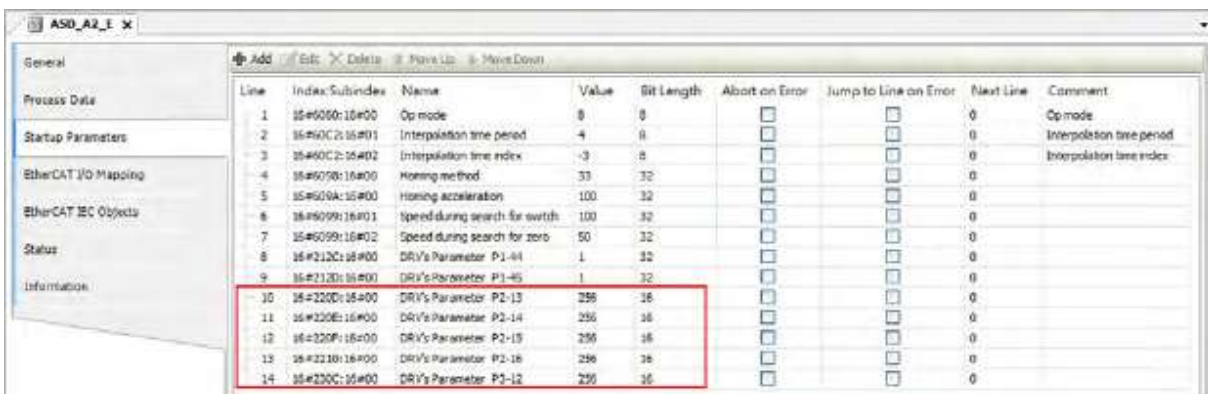 ASD_A2_E X
General
Process Data
Startup Parameters
EtherCAT I/O Mapping
EtherCAT IEC Objects
Status
Information
Add Edit Delete Move Up Move Down
Line Index:Subindex Name Value Bit Length Abort on Error Jump to Line on Error Next Line Comment
1 16#6060:16#00 Op mode 8 8 0 Op mode
2 16#60C2:16#01 Interpolation time period 4 8 0 Interpolation time period
3 16#60C2:16#02 Interpolation time index -3 8 0 Interpolation time index
4 16#6098:16#00 Homing method 33 32 0
5 16#609A:16#00 Homing acceleration 100 32 0
6 16#6099:16#01 Speed during search for switch 100 32 0
7 16#6099:16#02 Speed during search for zero 50 32 0
8 16#212C:16#00 DRV's Parameter P1-44 1 32 0
9 16#212D:16#00 DRV's Parameter P1-45 1 32 0
10 16#220D:16#00 DRV's Parameter P2-13 256 16 0
11 16#220E:16#00 DRV's Parameter P2-14 256 16 0
12 16#220F:16#00 DRV's Parameter P2-15 256 16 0
13 16#2210:16#00 DRV's Parameter P2-16 256 16 0
14 16#230C:16#00 DRV's Parameter P3-12 256 16 0